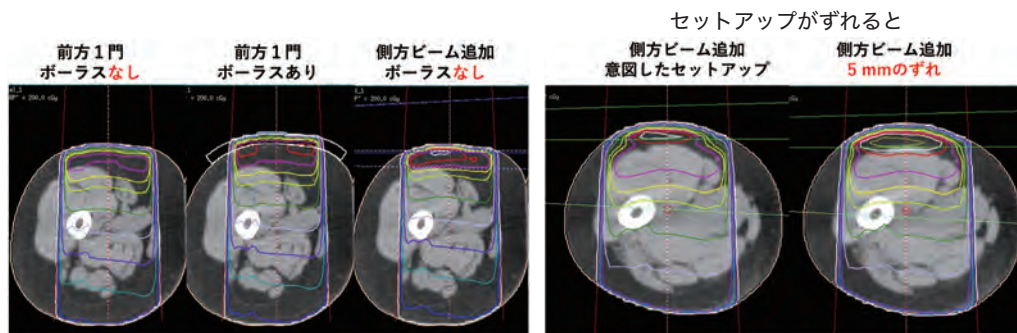 セットアップがずれると
前方１門
ボーラスなし
前方１門
ボーラスあり
側方ビーム追加
ボーラスなし
側方ビーム追加
意図したセットアップ
側方ビーム追加
5 mmのずれ